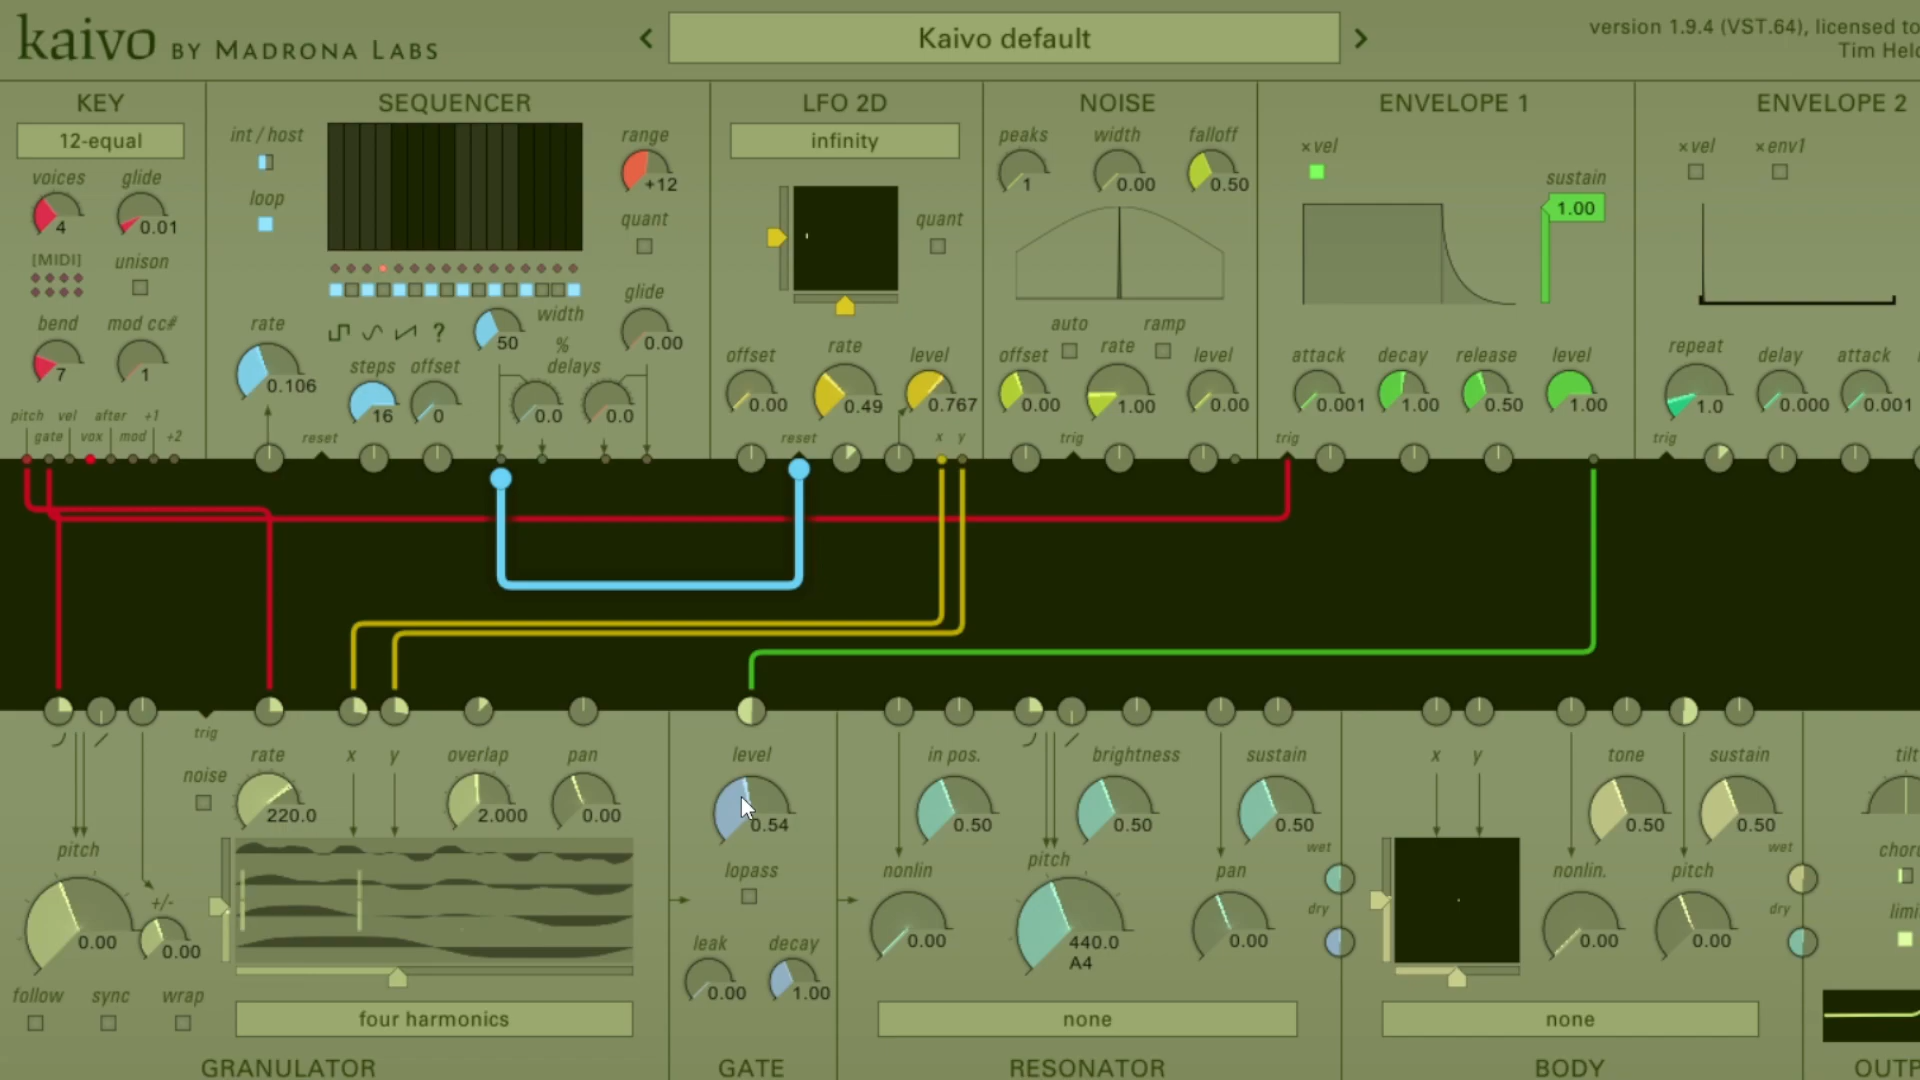 kaivo BY MADRONA LABS
Kaivo default
version 1.9.4 (VST.64), licensed to
Tim Held
KEY
12-equal
voices glide
4 0.01
[MIDI] unison
bend mod cc#
7 1
pitch vel after +1
gate vox mod +2
SEQUENCER
int / host
loop
rate
0.106
range
+12
quant
glide
0.00
? width
50 %
steps offset delays
16 0 0.0 0.0
reset
LFO 2D
infinity
quant
offset rate level
0.00 0.49 0.767
reset x y
NOISE
peaks width falloff
1 0.00 0.50
auto ramp
offset rate level
0.00 1.00 0.00
trig
ENVELOPE 1
×vel
sustain
1.00
attack decay release level
0.001 1.00 0.50 1.00
trig
ENVELOPE 2
×vel ×env1
repeat delay attack
1.0 0.000 0.001
trig
trig
noise
rate x y overlap pan
220.0 2.000 0.00
pitch
0.00
+/-
0.00
follow sync wrap
four harmonics
GRANULATOR
level
0.54
lopass
leak decay
0.00 1.00
GATE
in pos. brightness sustain
0.50 0.50 0.50
nonlin pitch pan
0.00 440.0 0.00
A4
wet
dry
none
RESONATOR
x y tone sustain
0.50 0.50
nonlin. pitch
0.00 0.00
wet
dry
none
BODY
tilt
choru
limi
OUTP